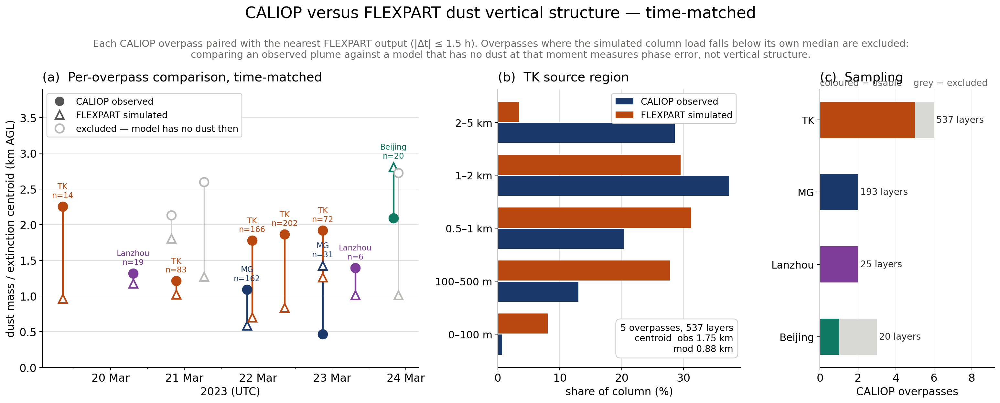 CALIOP versus FLEXPART dust vertical structure — time-matched
Each CALIOP overpass paired with the nearest FLEXPART output (|Δt| ≤ 1.5 h). Overpasses where the simulated column load falls below its own median are excluded:
comparing an observed plume against a model that has no dust at that moment measures phase error, not vertical structure.
(a) Per-overpass comparison, time-matched
CALIOP observed
FLEXPART simulated
excluded — model has no dust then
dust mass / extinction centroid (km AGL)
3.5
3.0
2.5
2.0
1.5
1.0
0.5
0.0
TK
n=14
Lanzhou
n=19
TK
n=83
MG
n=162
TK
n=166
TK
n=202
TK
n=72
MG
n=31
Lanzhou
n=6
Beijing
n=20
20 Mar
21 Mar
22 Mar
23 Mar
24 Mar
2023 (UTC)
(b) TK source region
CALIOP observed
FLEXPART simulated
2–5 km
1–2 km
0.5–1 km
100–500 m
0–100 m
5 overpasses, 537 layers
centroid obs 1.75 km
mod 0.88 km
0
10
20
30
share of column (%)
(c) Sampling
coloured = usable grey = excluded
TK
537 layers
MG
193 layers
Lanzhou
25 layers
Beijing
20 layers
0
2
4
6
8
CALIOP overpasses